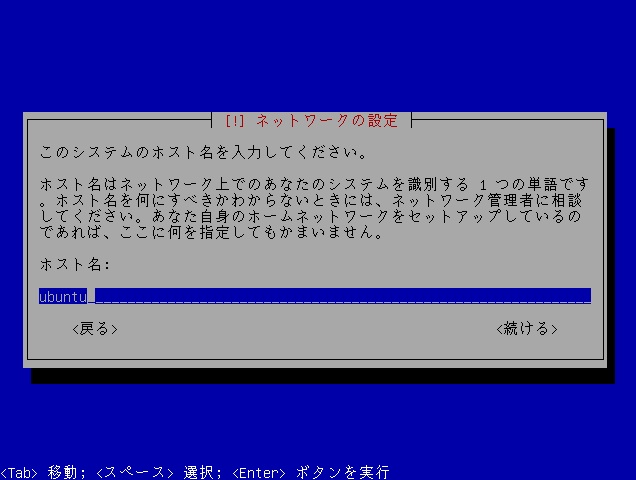 [!] ネットワークの設定
このシステムのホスト名を入力してください。
ホスト名はネットワーク上でのあなたのシステムを識別する 1 つの単語です
。ホスト名を何にすべきかわからないときには、ネットワーク管理者に相談
してください。あなた自身のホームネットワークをセットアップしているの
であれば、ここに何を指定してもかまいません。
ホスト名:
ubuntu
<戻る> <続ける>
<Tab> 移動; <スペース> 選択; <Enter> ボタンを実行